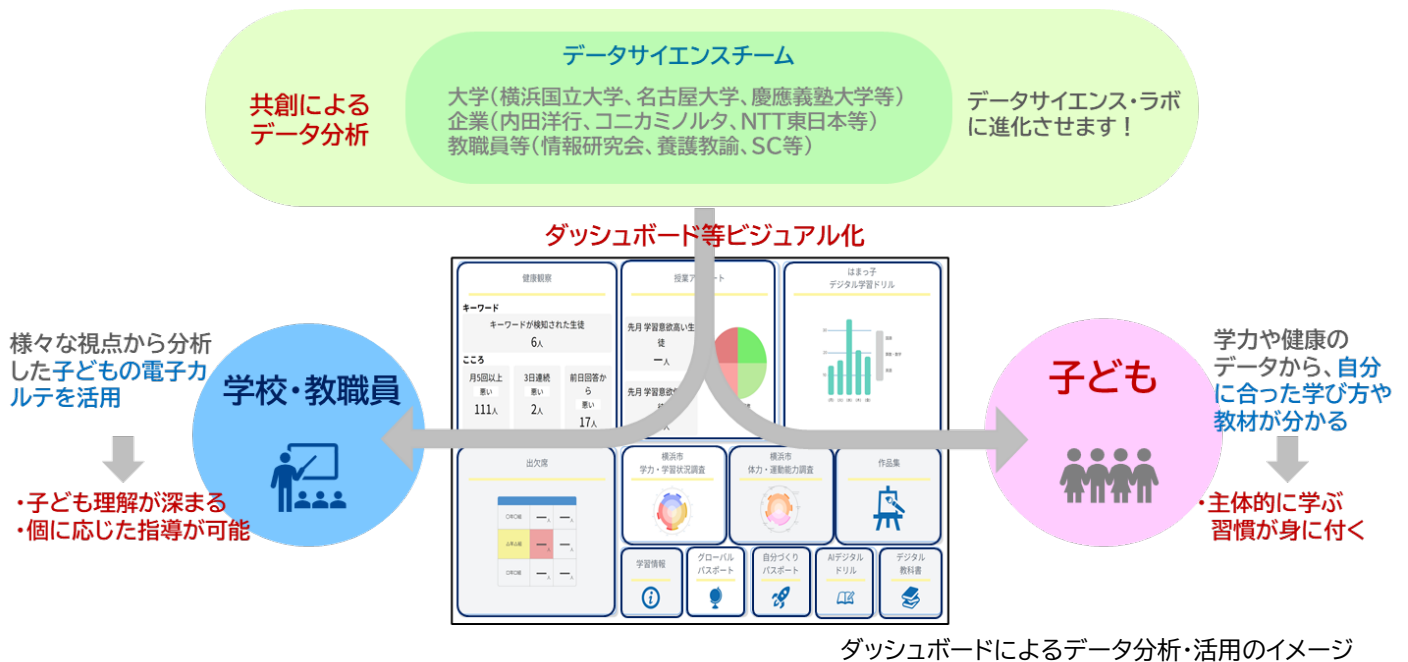 データサイエンスチーム
共創による
データ分析
大学(横浜国立大学、名古屋大学、慶應義塾大学等)
企業(内田洋行、コニカミノルタ、NTT東日本等)
教職員等(情報研究会、養護教諭、SC等)
データサイエンス・ラボ
に進化させます！
ダッシュボード等ビジュアル化
様々な視点から分析
した子どもの電子カ
ルテを活用
・子ども理解が深まる
・個に応じた指導が可能
学校・教職員
健康観察
キーワード
キーワードが検知された生徒
6人
こころ
月5回以上
悪い
111人
3日連続
悪い
2人
前日回答か
ら
悪い
17人
授業ア
ート
先月 学習意欲高い生
徒
ー人
先月 学習意欲
人
はまっ子
デジタル学習ドリル
出欠席
横浜市
学力・学習状況調査
横浜市
体力・運動能力調査
作品集
学習情報
グローバル
パスポート
自分づくり
パスポート
AIデジタル
ドリル
デジタル
教科書
子ども
学力や健康の
データから、自分
に合った学び方や
教材が分かる
・主体的に学ぶ
習慣が身に付く
ダッシュボードによるデータ分析・活用のイメージ